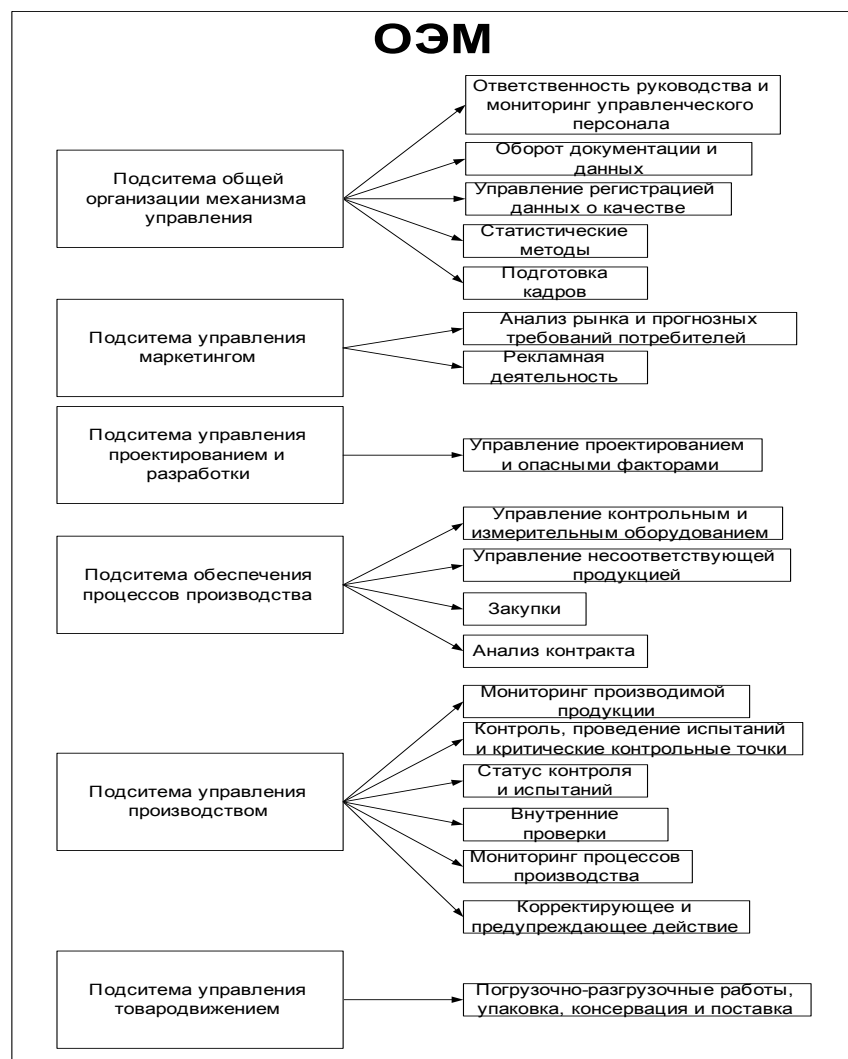 ОЭМ
Подситема общей
организации механизма
управления
Ответственность руководства и
мониторинг управленческого
персонала
Оборот документации и
данных
Управление регистрацией
данных о качестве
Статистические
методы
Подготовка
кадров
Подситема управления
маркетингом
Анализ рынка и прогнозных
требований потребителей
Рекламная
деятельность
Подситема управления
проектированием и
разработки
Управление проектированием
и опасными факторами
Подситема обеспечения
процессов производства
Управление контрольным и
измерительным оборудованием
Управление несоответствующей
продукцией
Закупки
Анализ контракта
Подситема управления
производством
Мониторинг производимой
продукции
Контроль, проведение испытаний
и критические контрольные точки
Статус контроля
и испытаний
Внутренние
проверки
Мониторинг процессов
производства
Корректирующее и
предупреждающее действие
Подситема управления
товародвижением
Погрузочно-разгрузочные работы,
упаковка, консервация и поставка